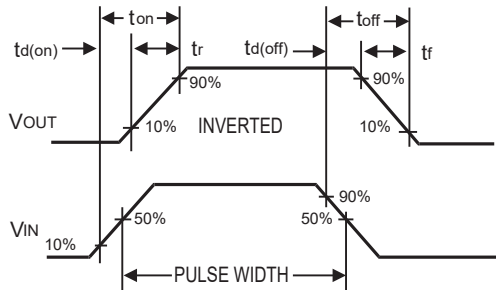 ton
toff
td(on)
tr
td(off)
tf
90%
90%
VOUT
10%
INVERTED
10%
90%
VIN
50%
50%
10%
PULSE WIDTH